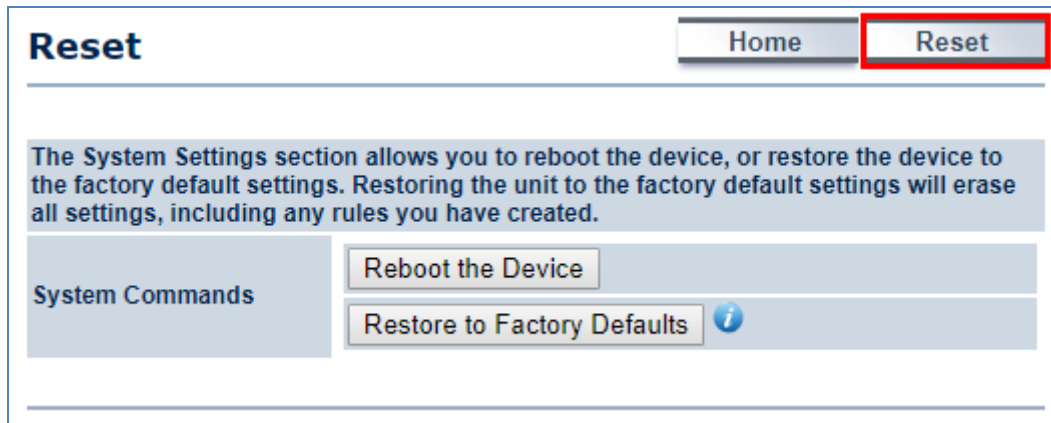 Reset
Home
Reset
The System Settings section allows you to reboot the device, or restore the device to
the factory default settings. Restoring the unit to the factory default settings will erase
all settings, including any rules you have created.
System Commands
Reboot the Device
Restore to Factory Defaults
i